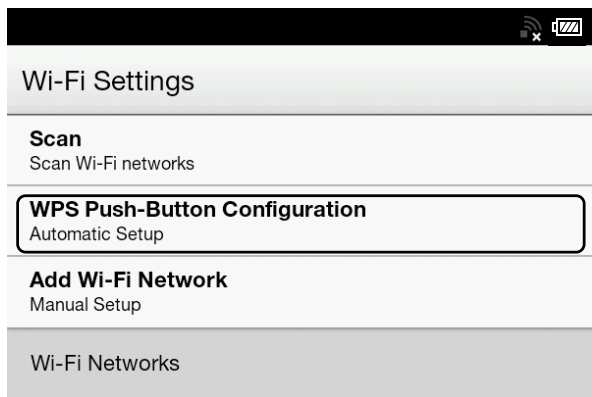 Wi-Fi Settings
Scan
Scan Wi-Fi networks
WPS Push-Button Configuration
Automatic Setup
Add Wi-Fi Network
Manual Setup
Wi-Fi Networks